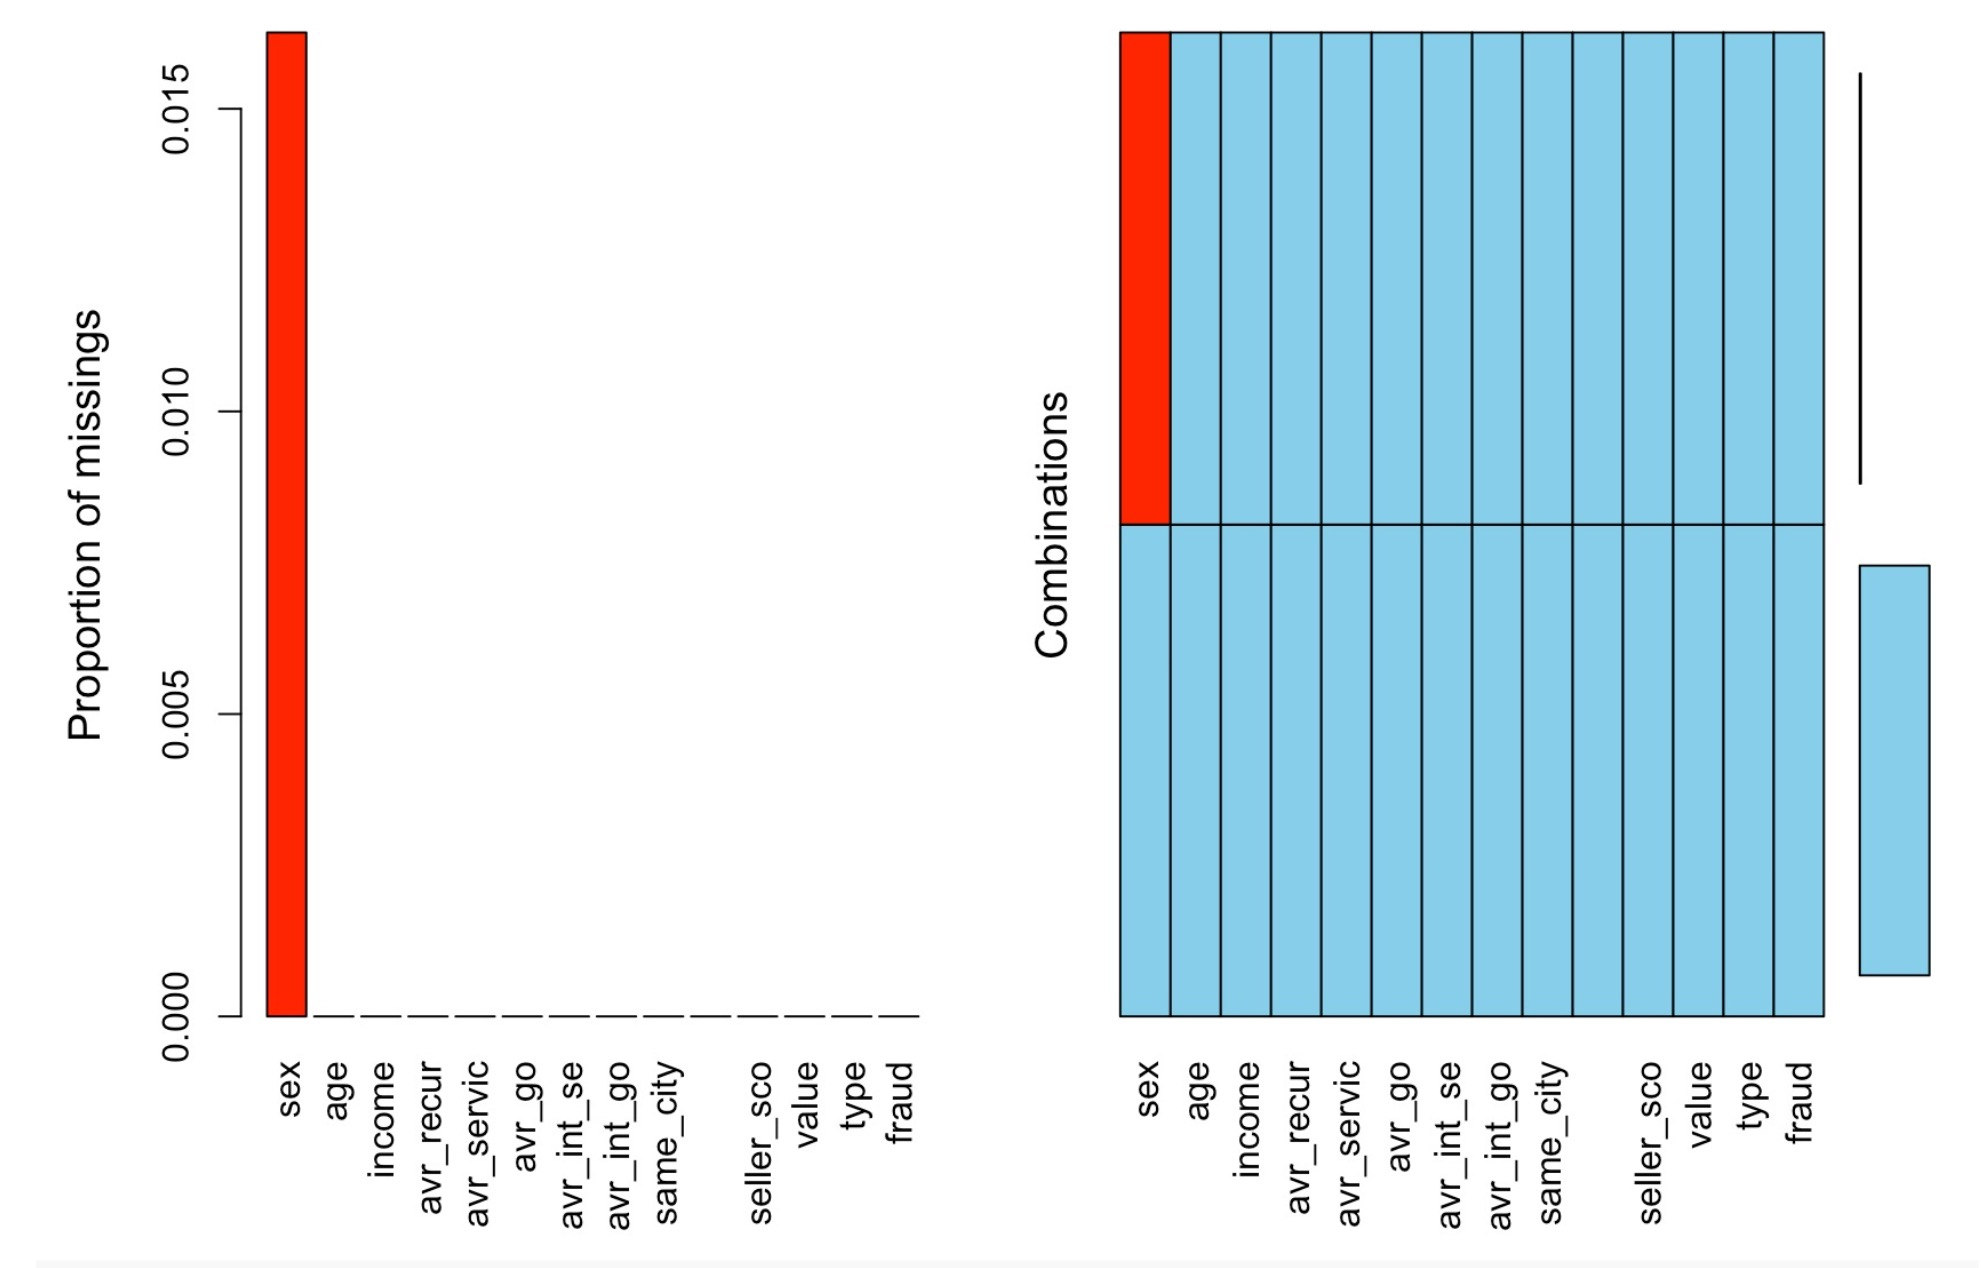 Proportion of missings
0.015
0.010
0.005
0.000
sex
age
income
avr_recur
avr_servic
avr_go
avr_int_se
avr_int_go
same_city
seller_sco
value
type
fraud
Combinations
sex
age
income
avr_recur
avr_servic
avr_go
avr_int_se
avr_int_go
same_city
seller_sco
value
type
fraud